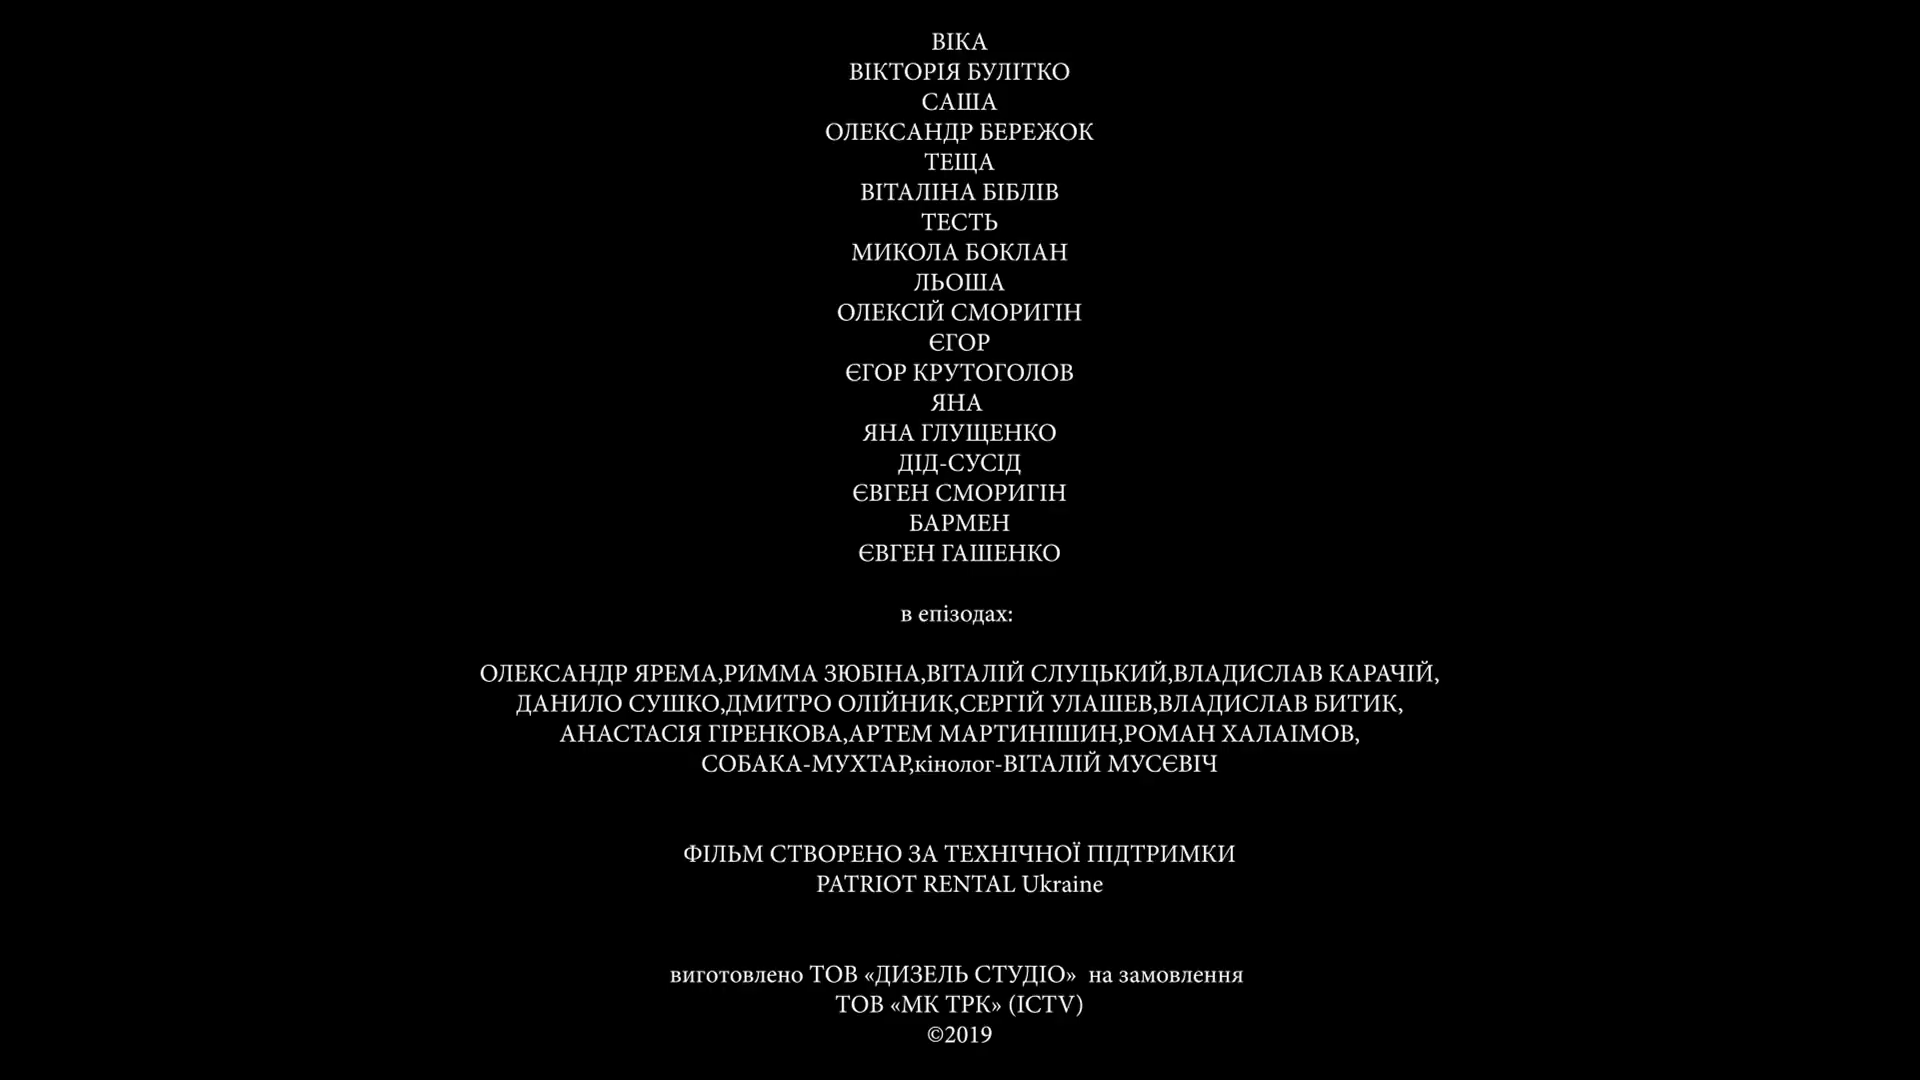 ВІКА
ВІКТОРІЯ БУЛІТКО
САША
ОЛЕКСАНДР БЕРЕЖОК
ТЕЩА
ВІТАЛІНА БІБЛІВ
ТЕСТЬ
МИКОЛА БОКЛАН
ЛЬОША
ОЛЕКСІЙ СМОРИГІН
ЄГОР
ЄГОР КРУТОГОЛОВ
ЯНА
ЯНА ГЛУЩЕНКО
ДІД-СУСІД
ЄВГЕН СМОРИГІН
БАРМЕН
ЄВГЕН ГАШЕНКО
в епізодах:
ОЛЕКСАНДР ЯРЕМА,РИММА ЗЮБІНА,ВІТАЛІЙ СЛУЦЬКИЙ,ВЛАДИСЛАВ КАРАЧІЙ,
ДАНИЛО СУШКО,ДМИТРО ОЛІЙНИК,СЕРГІЙ УЛАШЕВ,ВЛАДИСЛАВ БИТИК,
АНАСТАСІЯ ГІРЕНКОВА,АРТЕМ МАРТИНІШИН,РОМАН ХАЛАІМОВ,
СОБАКА-МУХТАР,кінолог-ВІТАЛІЙ МУСЄВІЧ
ФІЛЬМ СТВОРЕНО ЗА ТЕХНІЧНОЇ ПІДТРИМКИ
PATRIOT RENTAL Ukraine
виготовлено ТОВ «ДИЗЕЛЬ СТУДІО» на замовлення
ТОВ «МК ТРК» (ICTV)
©2019